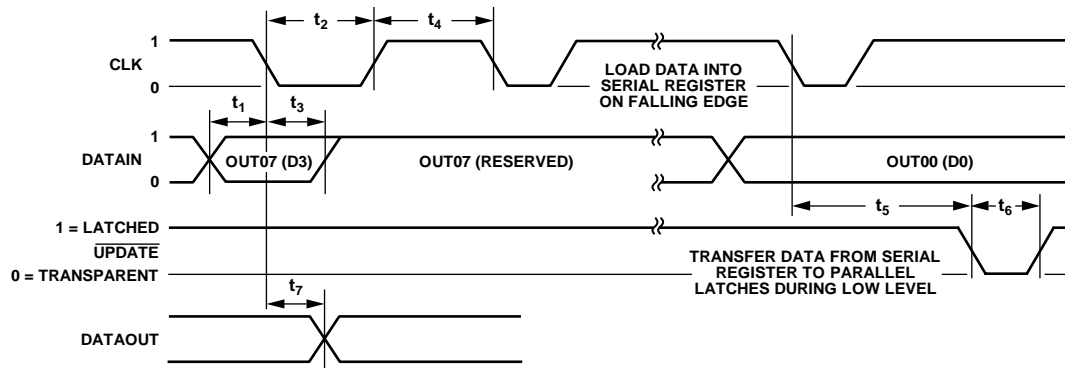 t2
t4
1
CLK
0
LOAD DATA INTO
SERIAL REGISTER
ON FALLING EDGE
t1
t3
1
DATAIN
0
OUT07 (D3)
OUT07 (RESERVED)
OUT00 (D0)
t5
t6
1 = LATCHED
UPDATE
0 = TRANSPARENT
TRANSFER DATA FROM SERIAL
REGISTER TO PARALLEL
LATCHES DURING LOW LEVEL
t7
DATAOUT